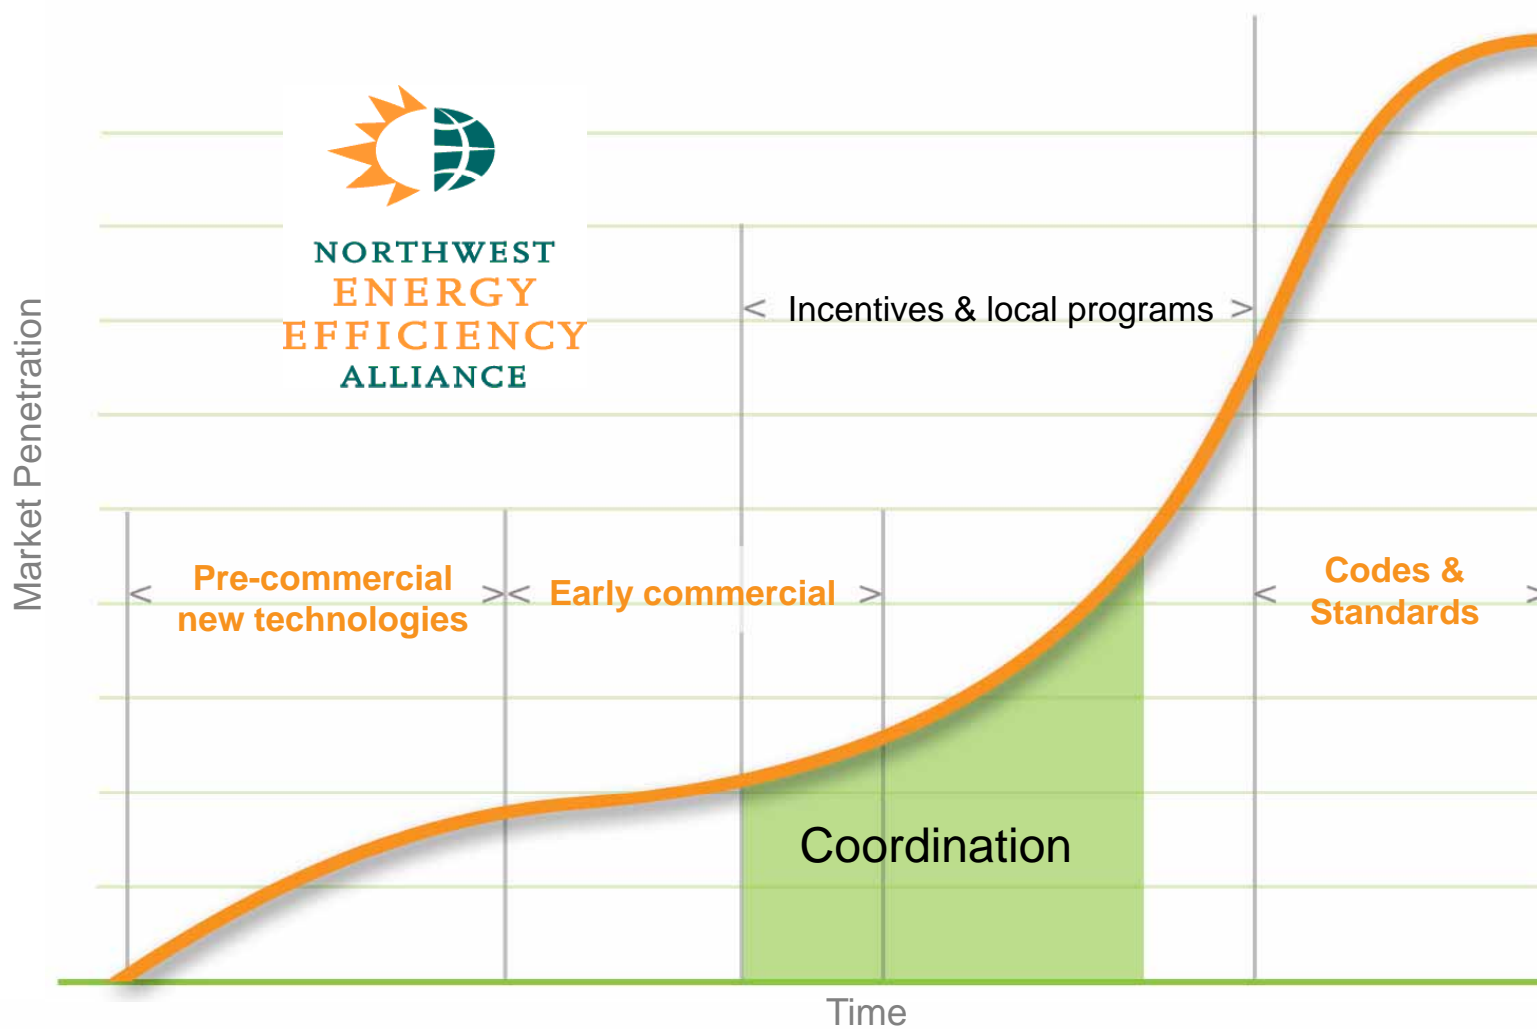 NORTHWEST
ENERGY
EFFICIENCY
ALLIANCE
< Incentives & local programs >
Market Penetration
< Pre-commercial
new technologies >
< Early commercial >
< Codes &
Standards >
Coordination
Time